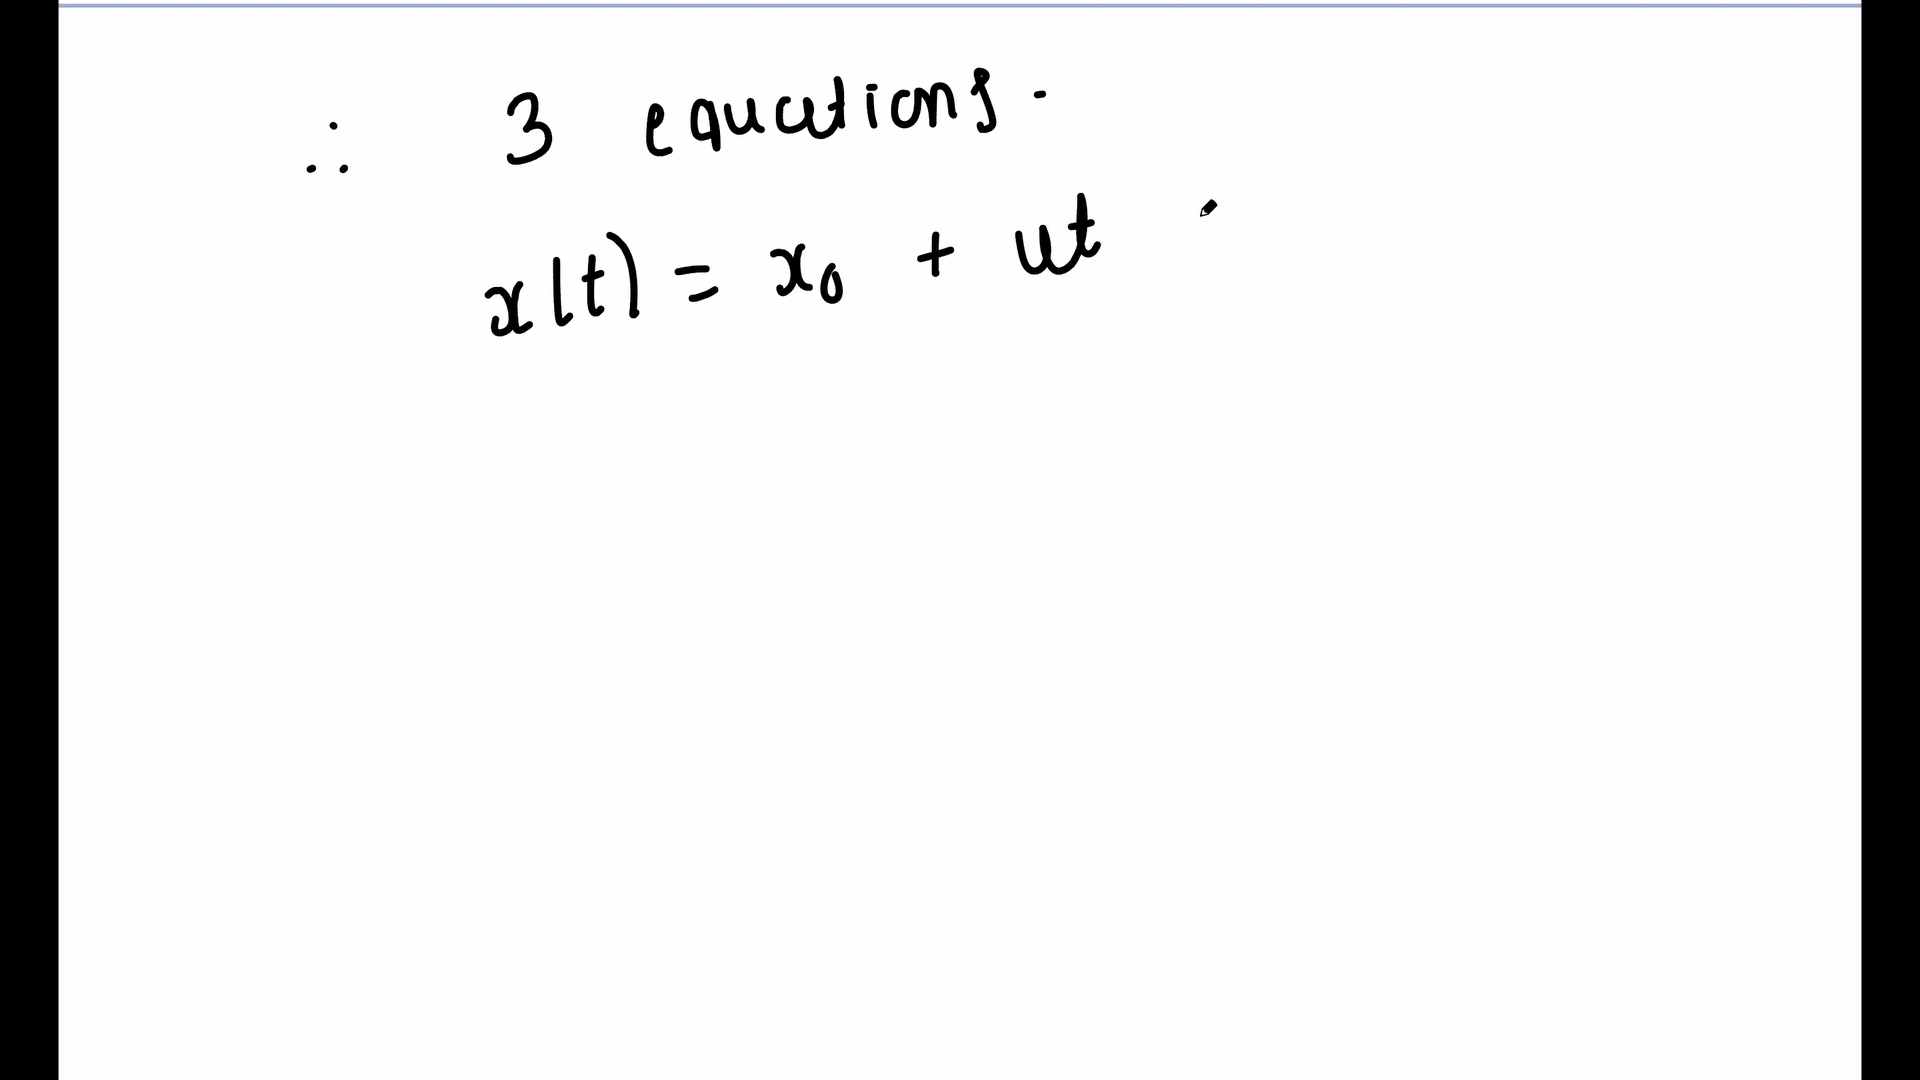 ∴ 3 equations.
x(t) = x₀ + ut